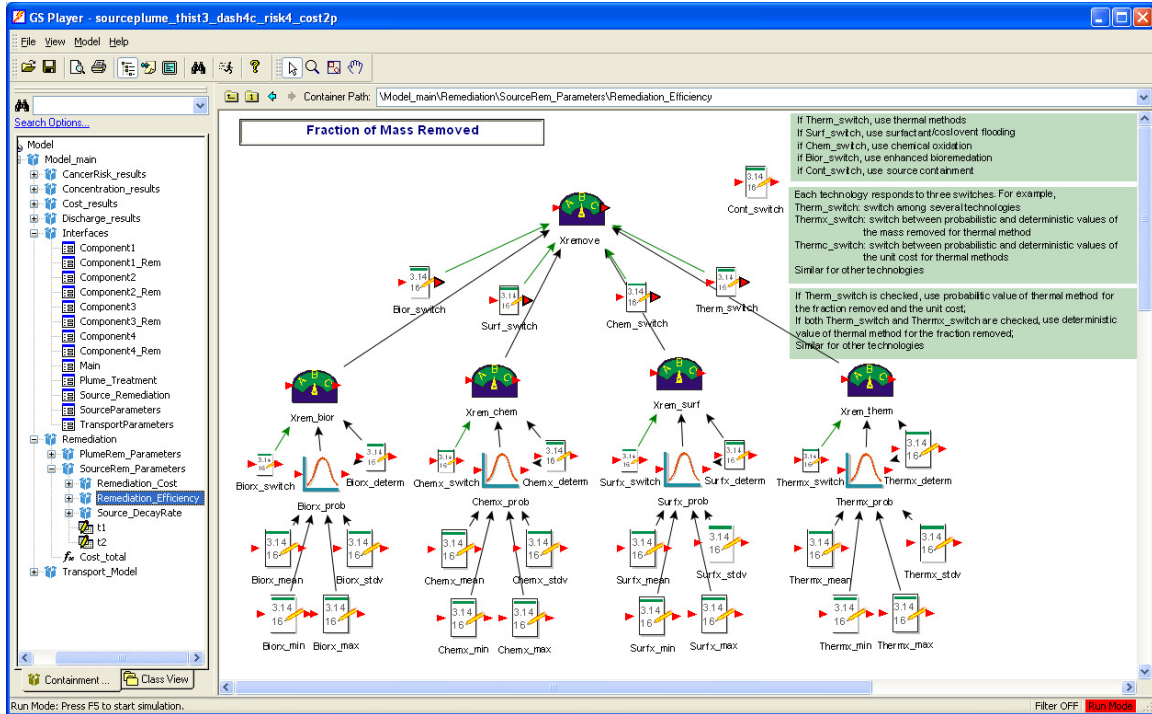 GS Player - sourceplume_thist3_dash4c_risk4_cost2p
File View Model Help
Container Path: \Model_main\Remediation\SourceRem_Parameters\Remediation_Efficiency
Search Options...
Model
Model_main
CancerRisk_results
Concentration_results
Cost_results
Discharge_results
Interfaces
Component1
Component1_Rem
Component2
Component2_Rem
Component3
Component3_Rem
Component4
Component4_Rem
Main
Plume_Treatment
Source_Remediation
SourceParameters
TransportParameters
Remediation
PlumeRem_Parameters
SourceRem_Parameters
Remediation_Cost
Remediation_Efficiency
Source_DecayRate
t1
t2
Cost_total
Transport_Model
Containment ...
Class View
Fraction of Mass Removed
If Therm_switch, use thermal methods
If Surf_switch, use surfactant/coslovent flooding
if Chem_switch, use chemical oxidation
if Bior_switch, use enhanced bioremedation
if Cont_switch, use source containment
Each technology responds to three switches. For example,
Therm_switch: switch among several technologies
Thermx_switch: switch between probabilistic and deterministic values of
the mass removed for thermal method
Thermc_switch: switch between probabilistic and deterministic values of
the unit cost for thermal methods
Similar for other technologies
If Therm_switch is checked, use probabilitic value of thermal method for
the fraction removed and the unit cost;
If both Therm_switch and Thermx_switch are checked, use deterministic
value of thermal method for the fraction removed;
Similar for other technologies
Cont_switch
Xremove
Bior_switch
Surf_switch
Chem_switch
Therm_switch
Xrem_bior
Xrem_chem
Xrem_surf
Xrem_therm
Biorx_switch
Biorx_determ
Chemx_switch
Chemx_determ
Surfx_switch
Surfx_determ
Thermx_switch
Thermx_determ
Biorx_prob
Chemx_prob
Surfx_prob
Thermx_prob
Biorx_mean
Biorx_stdv
Chemx_mean
Chemx_stdv
Surfx_mean
Surfx_stdv
Thermx_mean
Thermx_stdv
Biorx_min
Biorx_max
Chemx_min
Chemx_max
Surfx_min
Surfx_max
Thermx_min
Thermx_max
Run Mode: Press F5 to start simulation.
Filter OFF
Run Mode